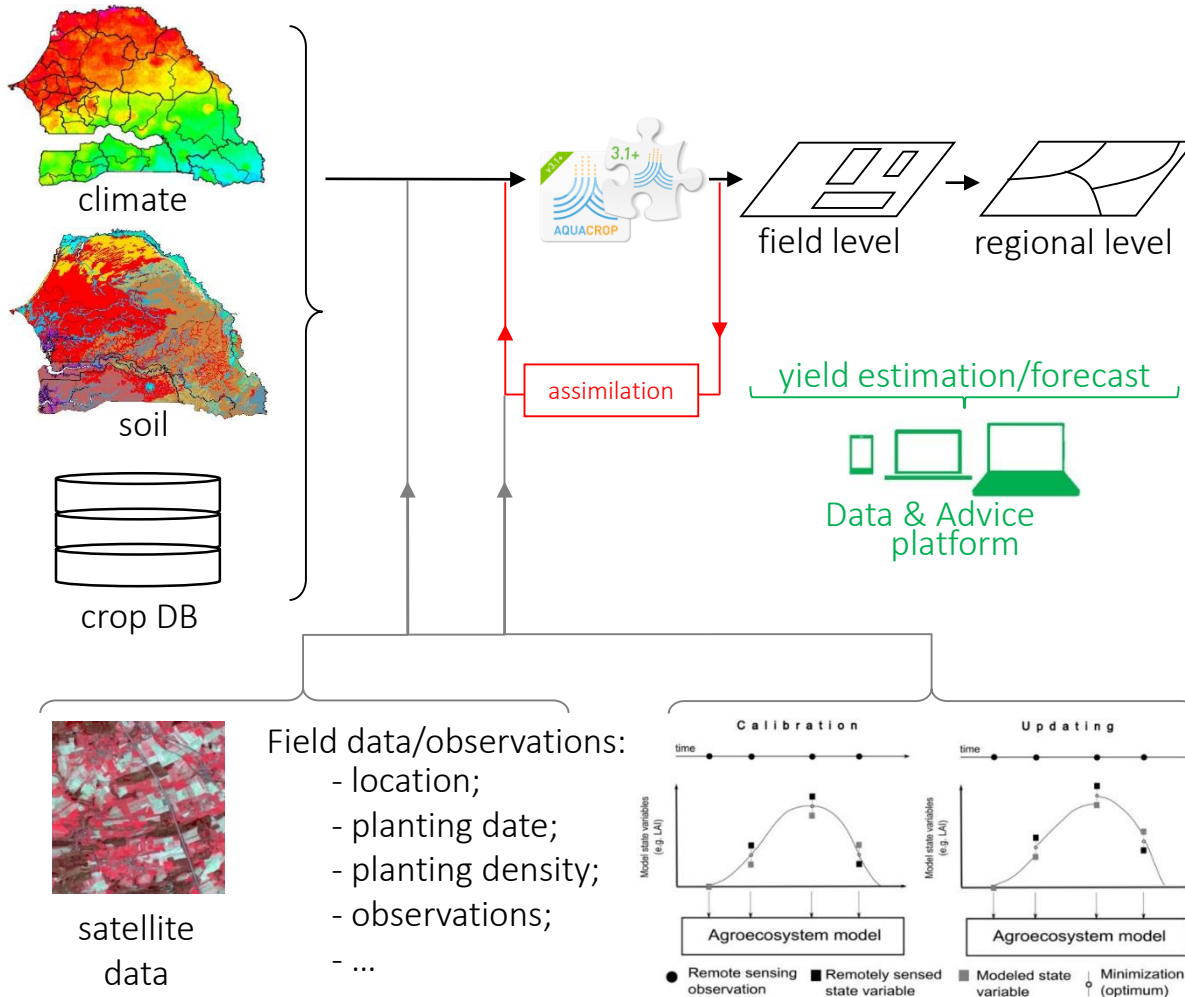 climate
soil
crop DB
v3.1+
AQUACROP
3.1+
field level
regional level
assimilation
yield estimation/forecast
Data & Advice
platform
satellite
data
Field data/observations:
- location;
- planting date;
- planting density;
- observations;
- ...
Calibration
time
Model state variables
(e.g. LAI)
Agroecosystem model
Updating
time
Model state variables
(e.g. LAI)
Agroecosystem model
Remote sensing
observation
Remotely sensed
state variable
Modeled state
variable
Minimization
(optimum)